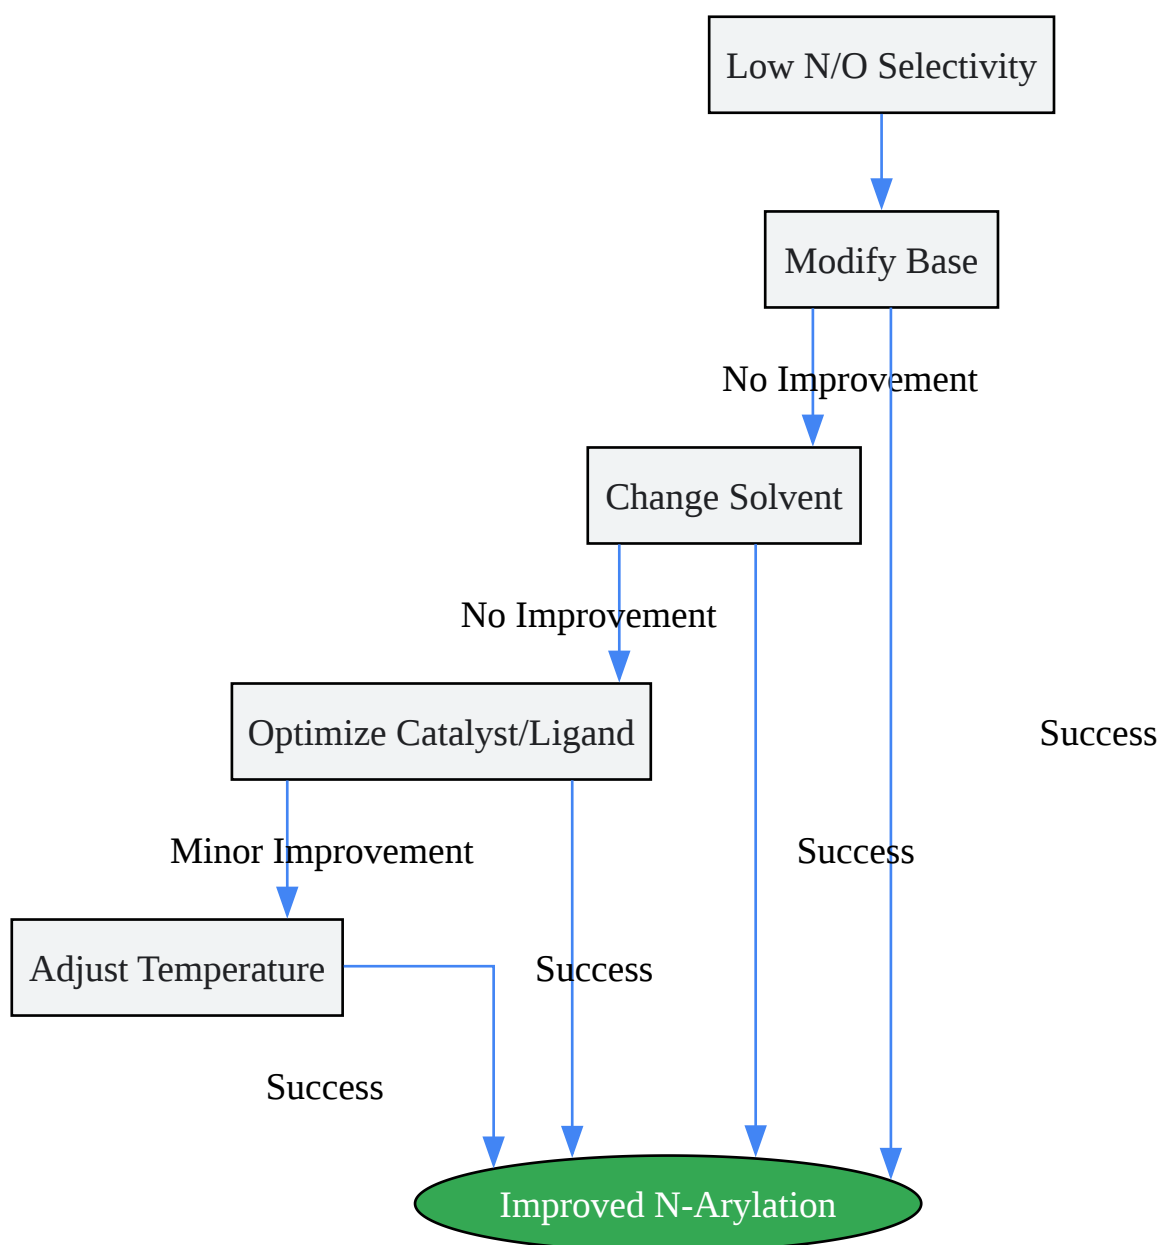 Low N/O Selectivity
Modify Base
No Improvement
Change Solvent
No Improvement
Optimize Catalyst/Ligand
Success
Minor Improvement
Success
Adjust Temperature
Success
Success
Improved N-Arylation